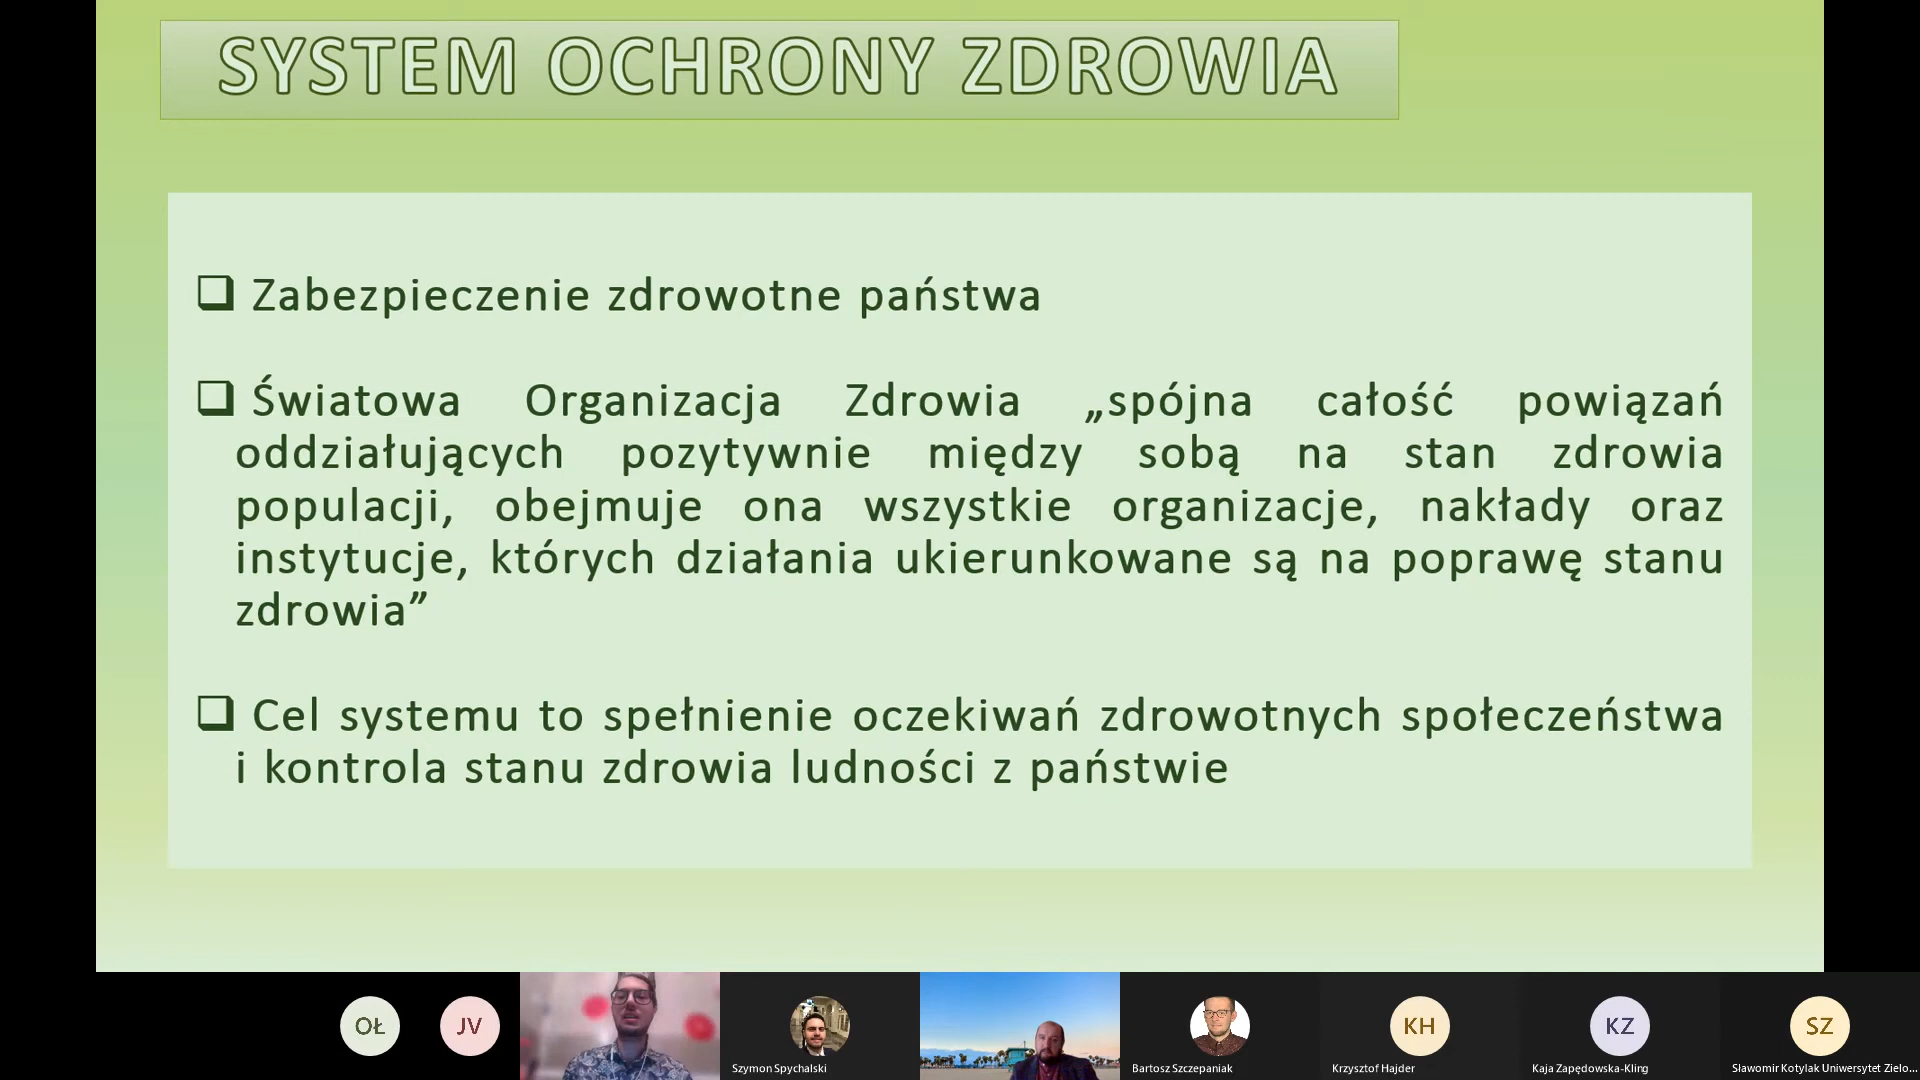 SYSTEM OCHRONY ZDROWIA
Zabezpieczenie zdrowotne państwa
Światowa Organizacja Zdrowia „spójna całość powiązań
oddziałujących pozytywnie między sobą na stan zdrowia
populacji, obejmuje ona wszystkie organizacje, nakłady oraz
instytucje, których działania ukierunkowane są na poprawę stanu
zdrowia”
Cel systemu to spełnienie oczekiwań zdrowotnych społeczeństwa
i kontrola stanu zdrowia ludności z państwie
OŁ
JV
KH
KZ
SZ
Szymon Spychalski
Bartosz Szczepaniak
Krzysztof Hajder
Kaja Zapędowska-Kling
Sławomir Kotylak Uniwersytet Zielo...